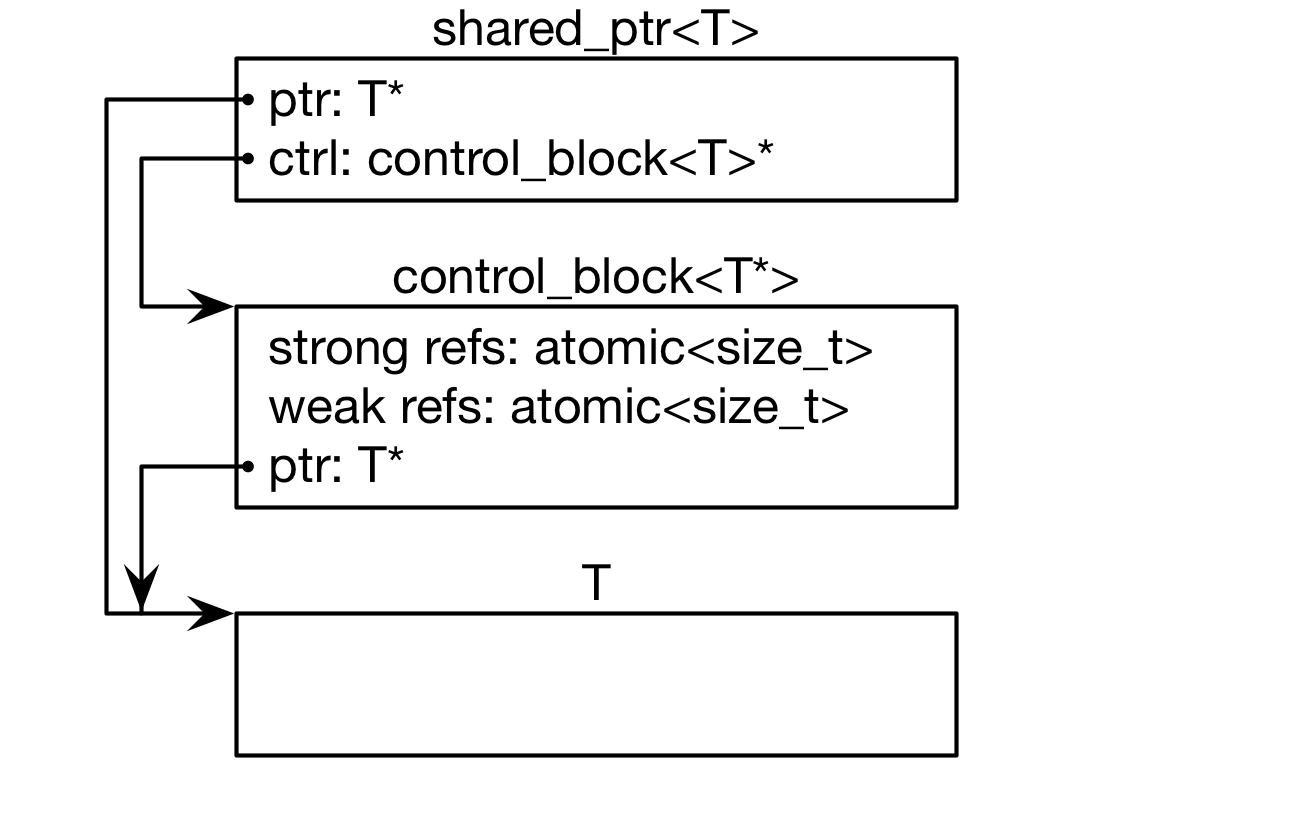 shared_ptr<T>
ptr: T*
ctrl: control_block<T>*
control_block<T*>
strong refs: atomic<size_t>
weak refs: atomic<size_t>
ptr: T*
T